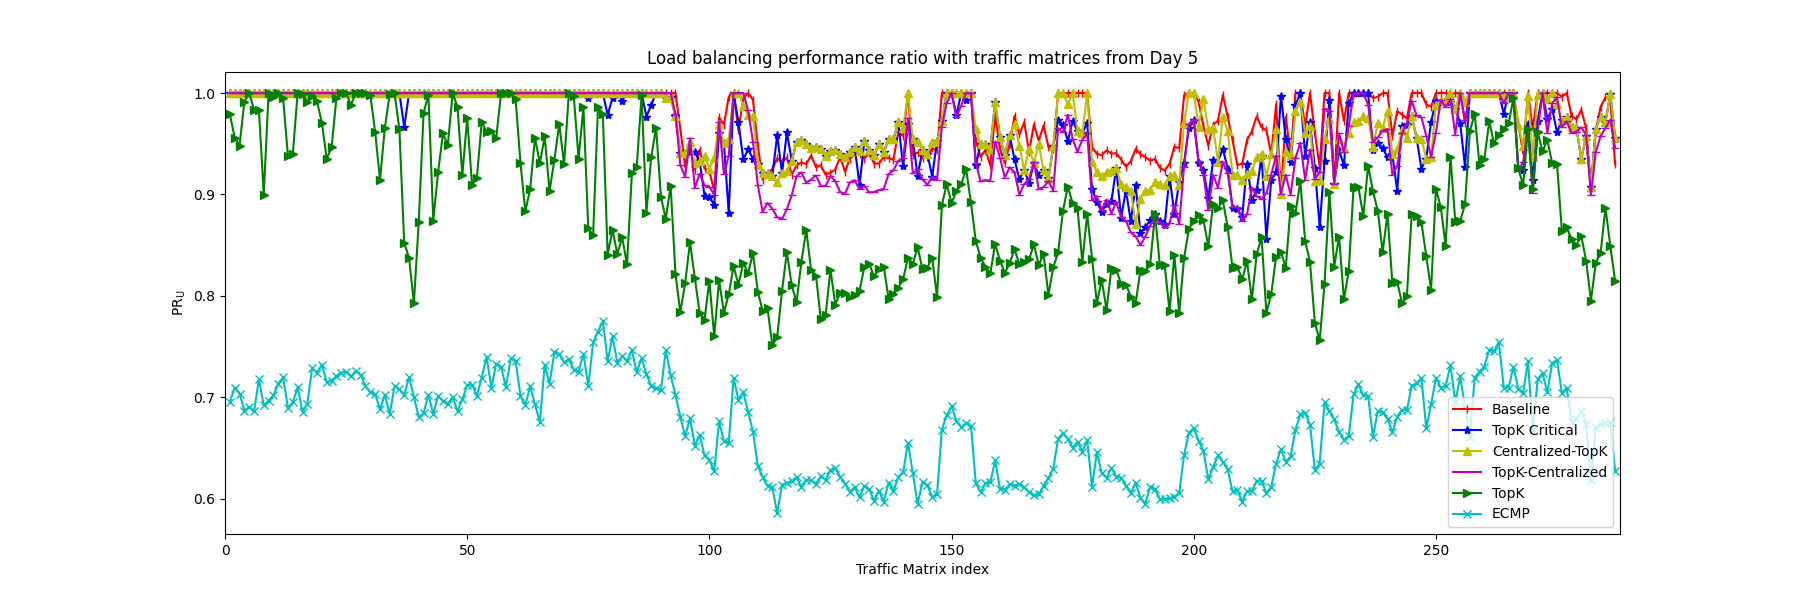 Load balancing performance ratio with traffic matrices from Day 5
1.0
0.9
0.8
0.7
0.6
PR_U
0 50 100 150 200 250
Traffic Matrix index
Baseline
TopK Critical
Centralized-TopK
TopK-Centralized
TopK
ECMP